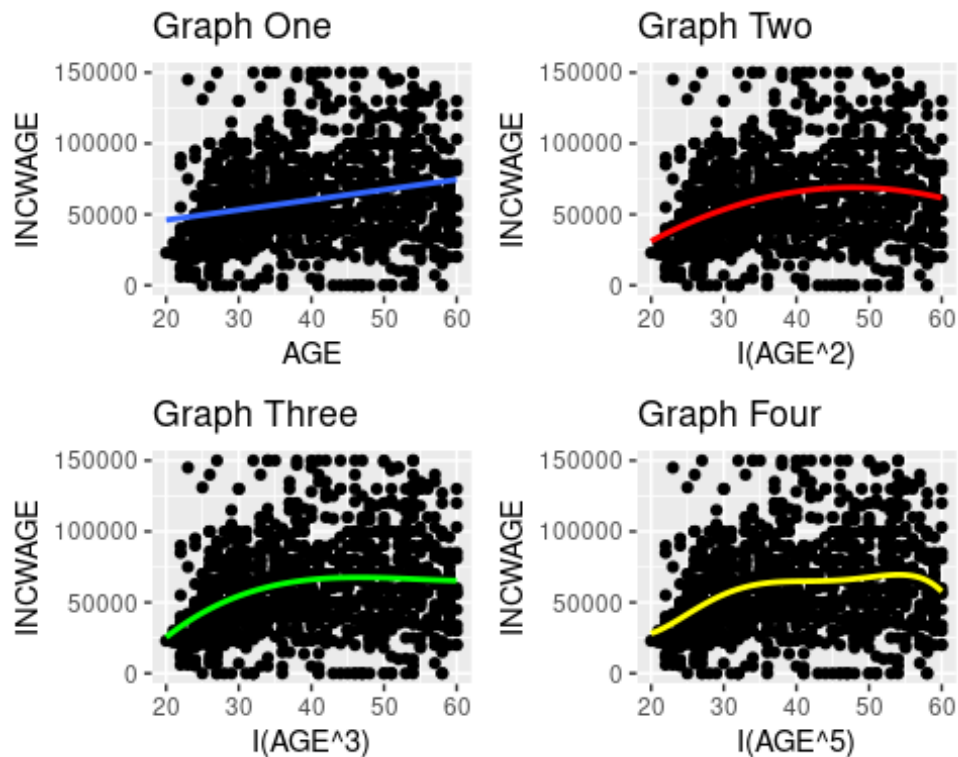 Graph One
INCWAGE
150000
100000
50000
0
20 30 40 50 60
AGE
Graph Two
INCWAGE
150000
100000
50000
0
20 30 40 50 60
I(AGE^2)
Graph Three
INCWAGE
150000
100000
50000
0
20 30 40 50 60
I(AGE^3)
Graph Four
INCWAGE
150000
100000
50000
0
20 30 40 50 60
I(AGE^5)